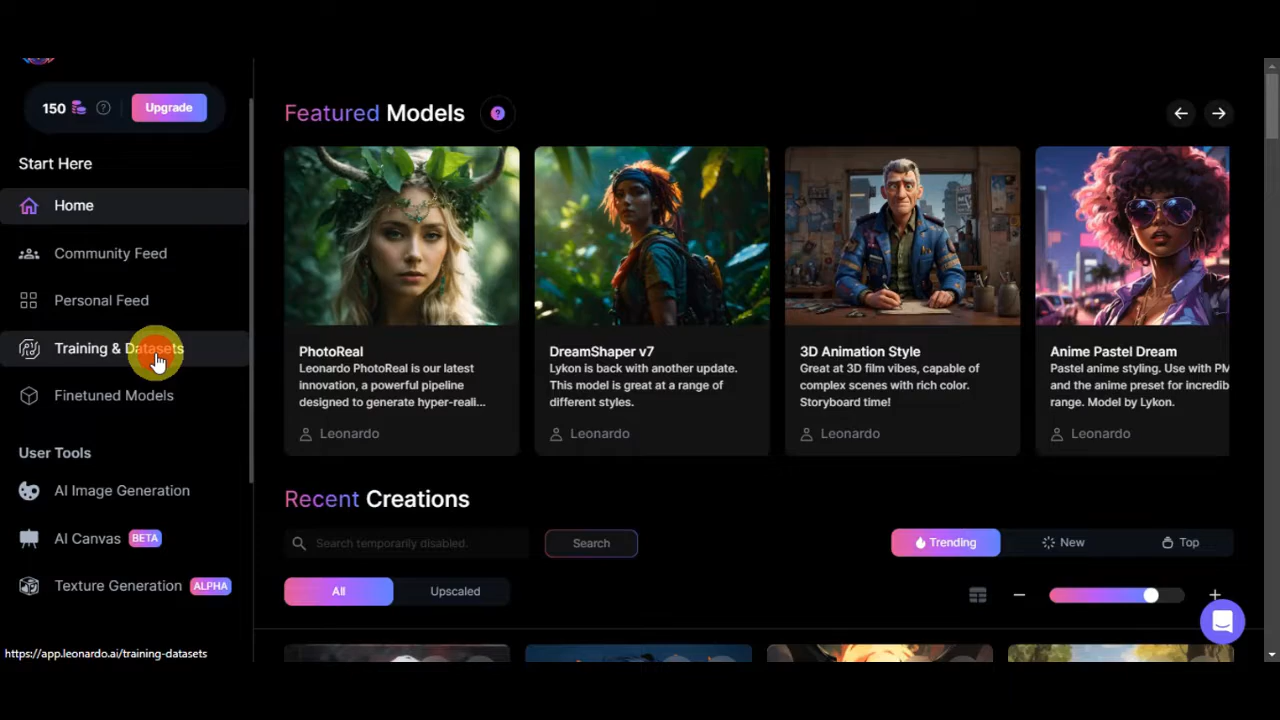 150
Upgrade
Start Here
Home
Community Feed
Personal Feed
Training & Datasets
Finetuned Models
User Tools
AI Image Generation
AI Canvas BETA
Texture Generation ALPHA
https://app.leonardo.ai/training-datasets
Featured Models
PhotoReal
Leonardo PhotoReal is our latest
innovation, a powerful pipeline
designed to generate hyper-reali...
Leonardo
DreamShaper v7
Lykon is back with another update.
This model is great at a range of
different styles.
Leonardo
3D Animation Style
Great at 3D film vibes, capable of
complex scenes with rich color.
Storyboard time!
Leonardo
Anime Pastel Dream
Pastel anime styling. Use with PM
and the anime preset for incredib
range. Model by Lykon.
Leonardo
Recent Creations
Search temporarily disabled.
Search
Trending
New
Top
All
Upscaled